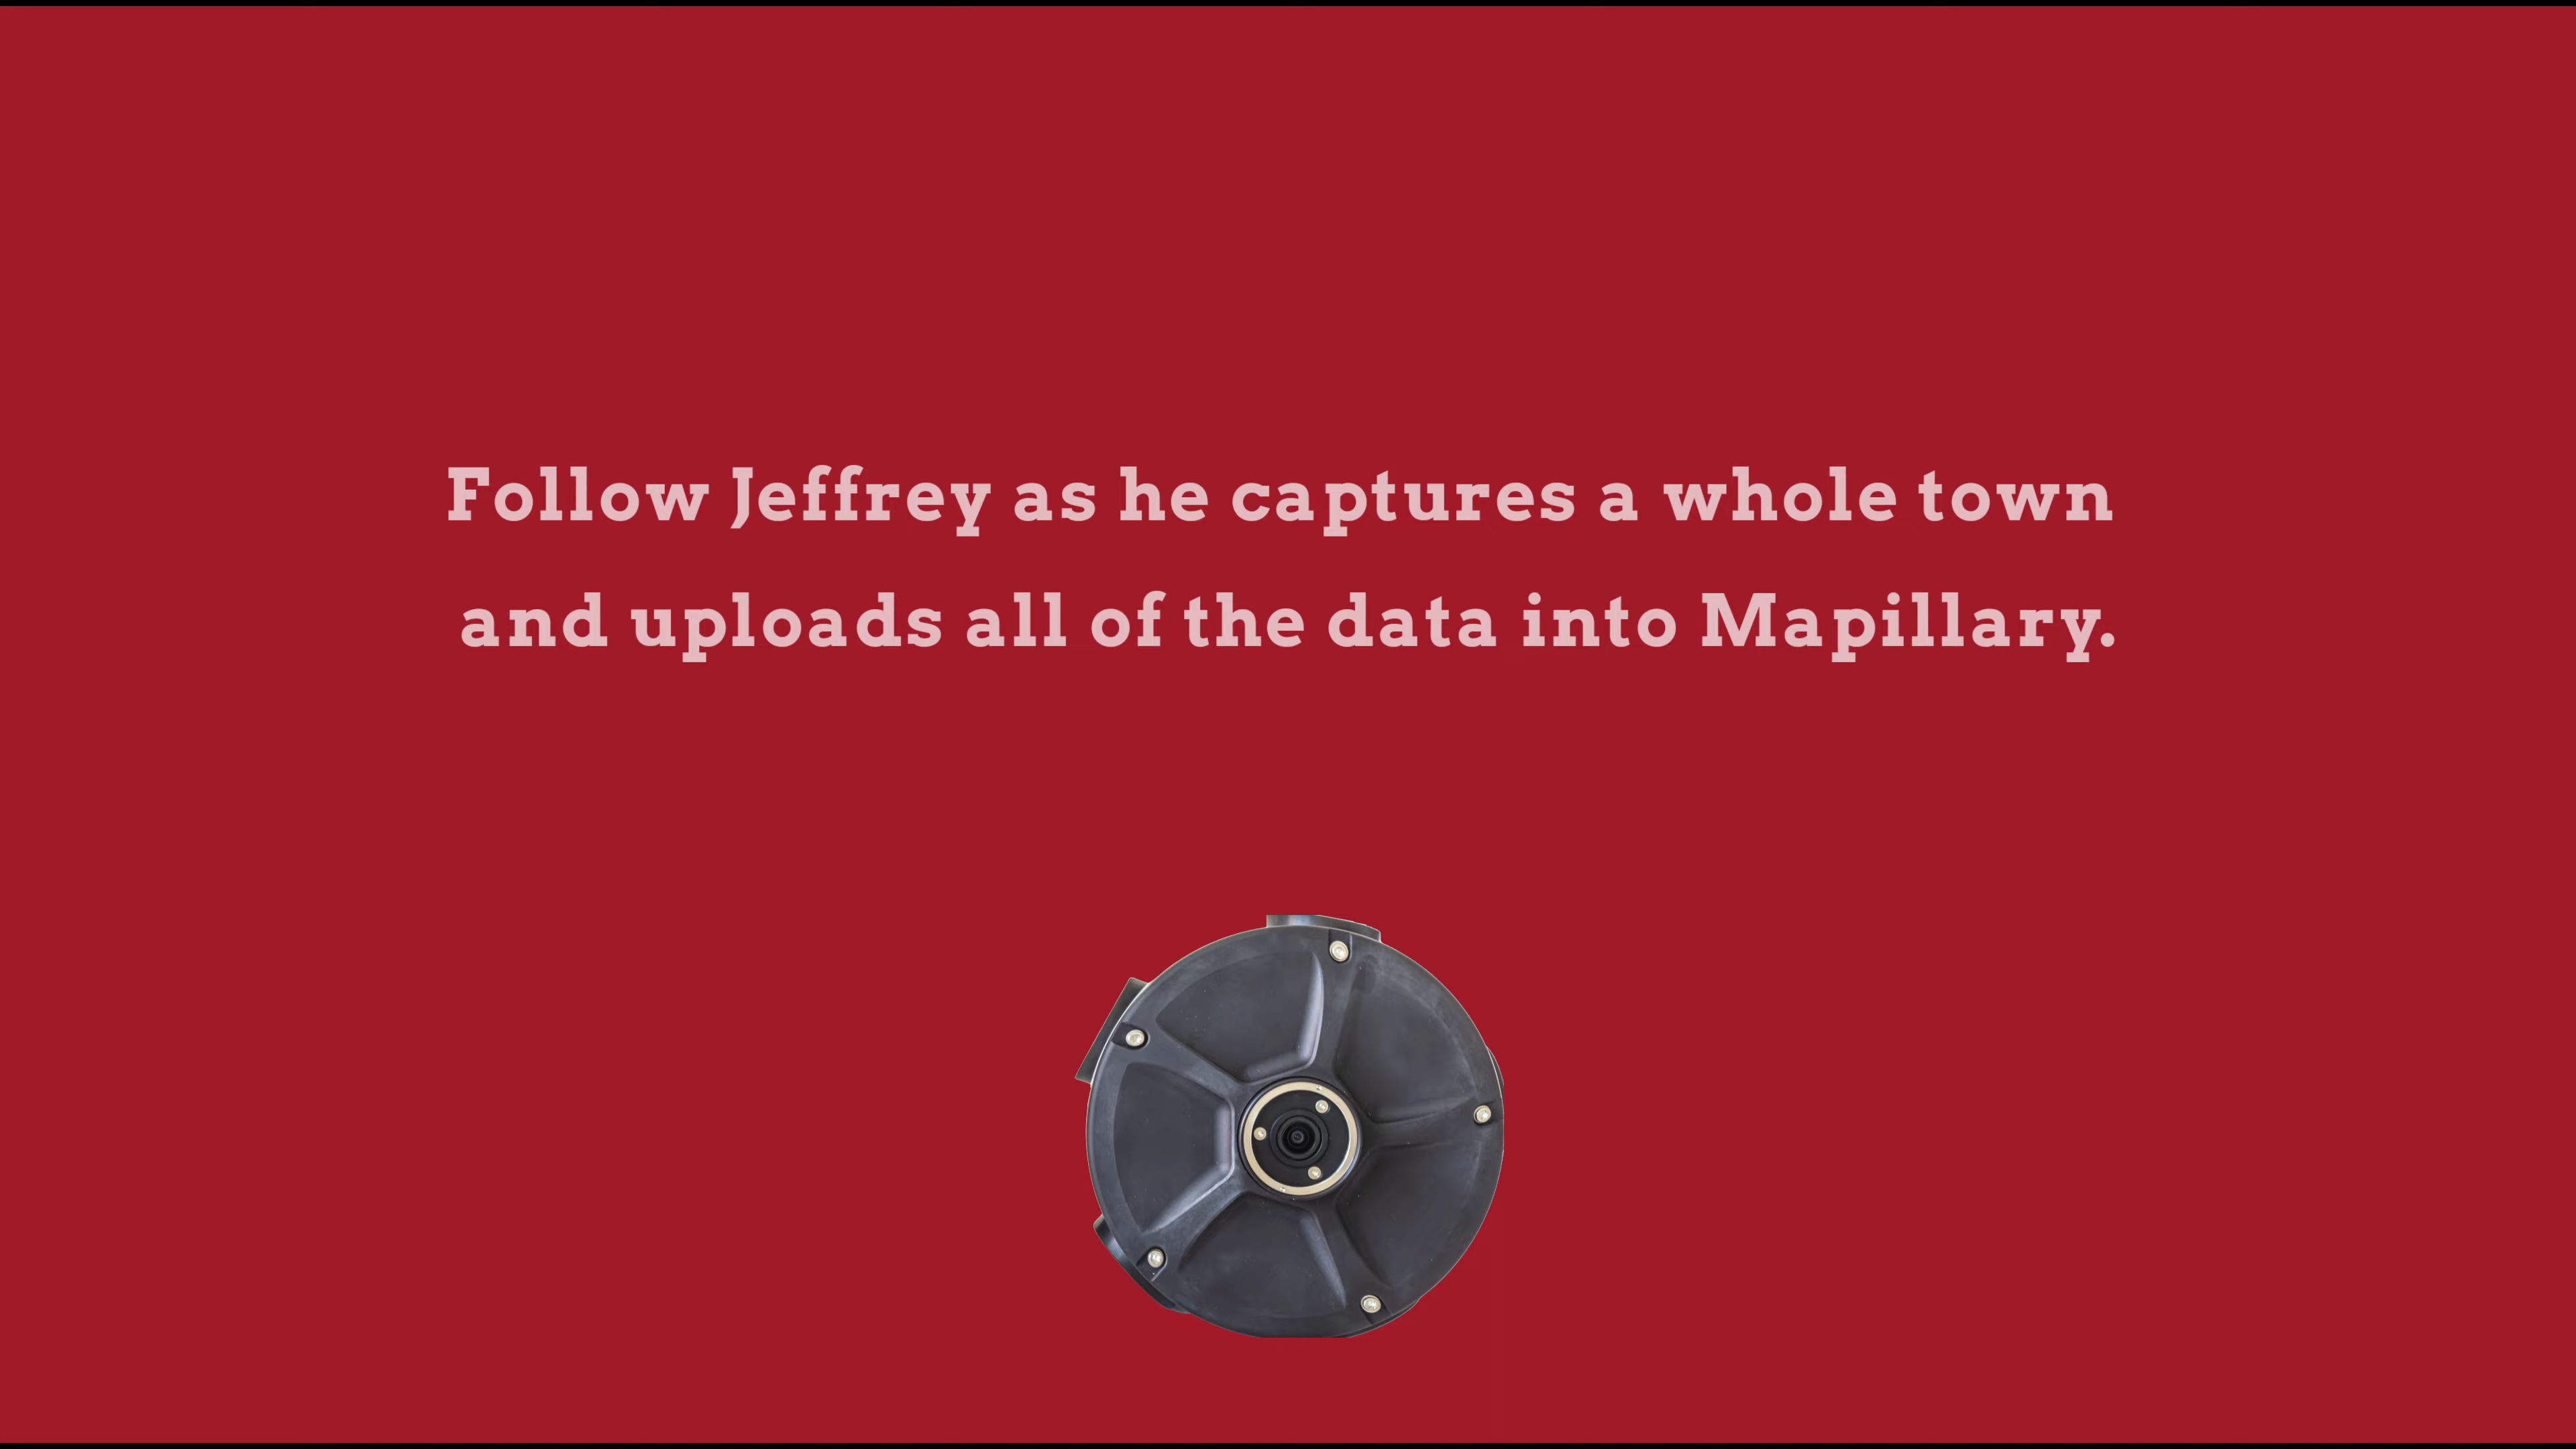 Follow Jeffrey as he captures a whole town
and uploads all of the data into Mapillary.